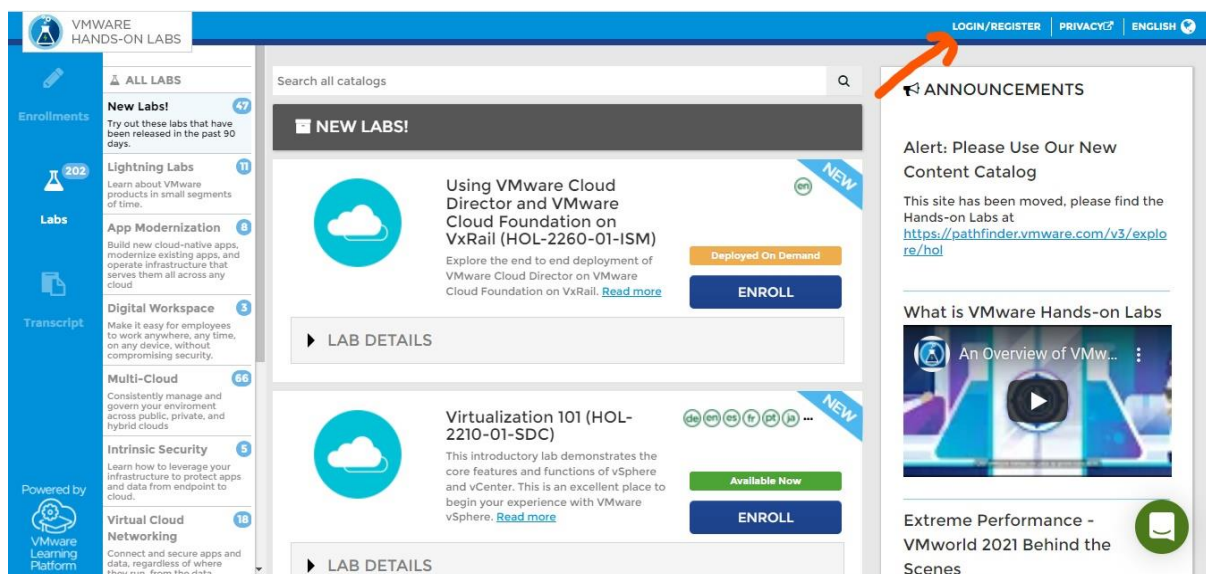 VMWARE
HANDS-ON LABS
LOGIN/REGISTER
PRIVACY
ENGLISH
Enrollments
202
Labs
Transcript
Powered by
VMware
Learning
Platform
ALL LABS
New Labs! 47
Try out these labs that have
been released in the past 90
days.
Lightning Labs 11
Learn about VMware
products in small segments
of time.
App Modernization 8
Build new cloud-native apps,
modernize existing apps, and
operate infrastructure that
serves them all across any
cloud
Digital Workspace 3
Make it easy for employees
to work anywhere, any time,
on any device, without
compromising security.
Multi-Cloud 66
Consistently manage and
govern your enviroment
across public, private, and
hybrid clouds
Intrinsic Security 5
Learn how to leverage your
infrastructure to protect apps
and data from endpoint to
cloud.
Virtual Cloud 18
Networking
Connect and secure apps and
data, regardless of where
they run, from the data
Search all catalogs
NEW LABS!
NEW
Using VMware Cloud
Director and VMware
Cloud Foundation on
VxRail (HOL-2260-01-ISM)
en
Explore the end to end deployment of
VMware Cloud Director on VMware
Cloud Foundation on VxRail. Read more
Deployed On Demand
ENROLL
LAB DETAILS
NEW
Virtualization 101 (HOL-
2210-01-SDC)
de en es fr pt ja ...
This introductory lab demonstrates the
core features and functions of vSphere
and vCenter. This is an excellent place to
begin your experience with VMware
vSphere. Read more
Available Now
ENROLL
LAB DETAILS
ANNOUNCEMENTS
Alert: Please Use Our New
Content Catalog
This site has been moved, please find the
Hands-on Labs at
https://pathfinder.vmware.com/v3/explo
re/hol
What is VMware Hands-on Labs
An Overview of VMw...
Extreme Performance -
VMworld 2021 Behind the
Scenes